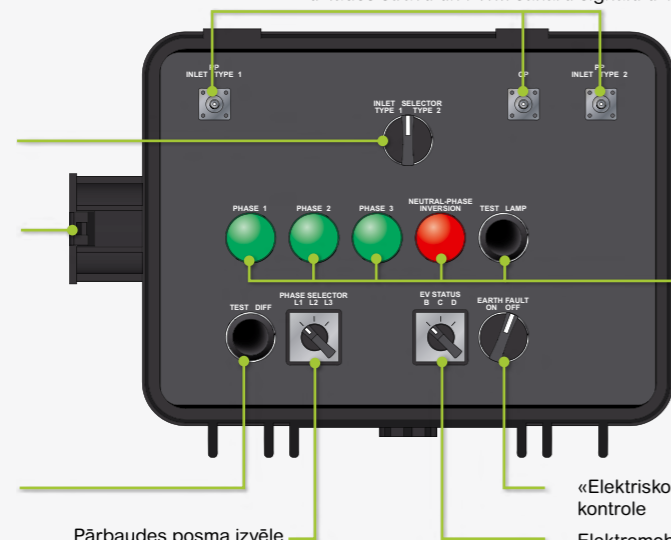 PP
INLET TYPE 1
CP
PP
INLET TYPE 2
INLET SELECTOR
TYPE 1 TYPE 2
PHASE 1
PHASE 2
PHASE 3
NEUTRAL-PHASE
INVERSION
TEST LAMP
TEST DIFF
PHASE SELECTOR
L1 L2 L3
EV STATUS
B C D
EARTH FAULT
ON OFF
«Elektrisko
kontrole
Pārbaudes posma izvēle